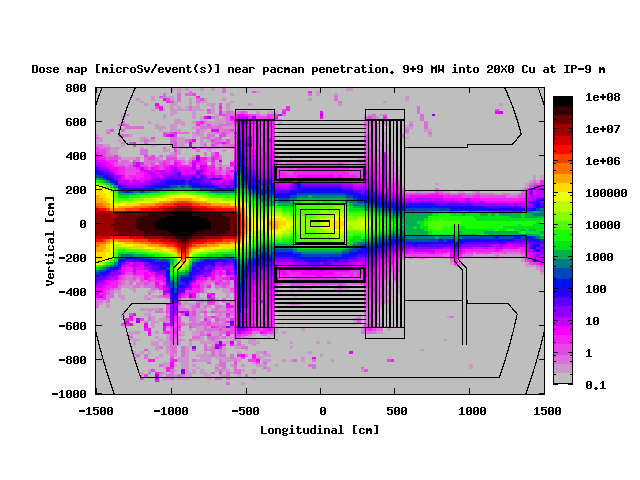 Dose map [microSv/event(s)] near pacman penetration. 9+9 MW into 20X0 Cu at IP-9 m
800
600
400
200
0
-200
-400
-600
-800
-1000
Vertical [cm]
-1500 -1000 -500 0 500 1000 1500
Longitudinal [cm]
1e+08
1e+07
1e+06
100000
10000
1000
100
10
1
0.1